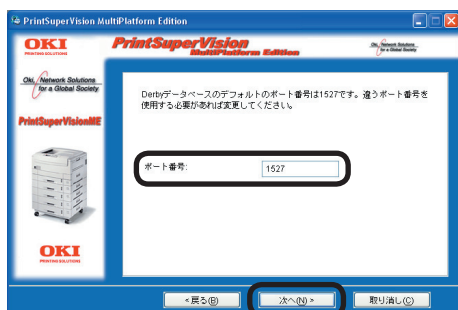 PrintSuperVision MultiPlatform Edition
OKI
PRINTING SOLUTIONS
PrintSuperVision
MultiPlatform Edition
Oki, Network Solutions
for a Global Society
Oki, Network Solutions
for a Global Society
PrintSuperVisionME
OKI
PRINTING SOLUTIONS
Derbyデータベースのデフォルトのポート番号は1527です。違うポート番号を
使用する必要があれば変更してください。
ポート番号:
1527
<戻る(B)
次へ(N)>
取り消し(C)